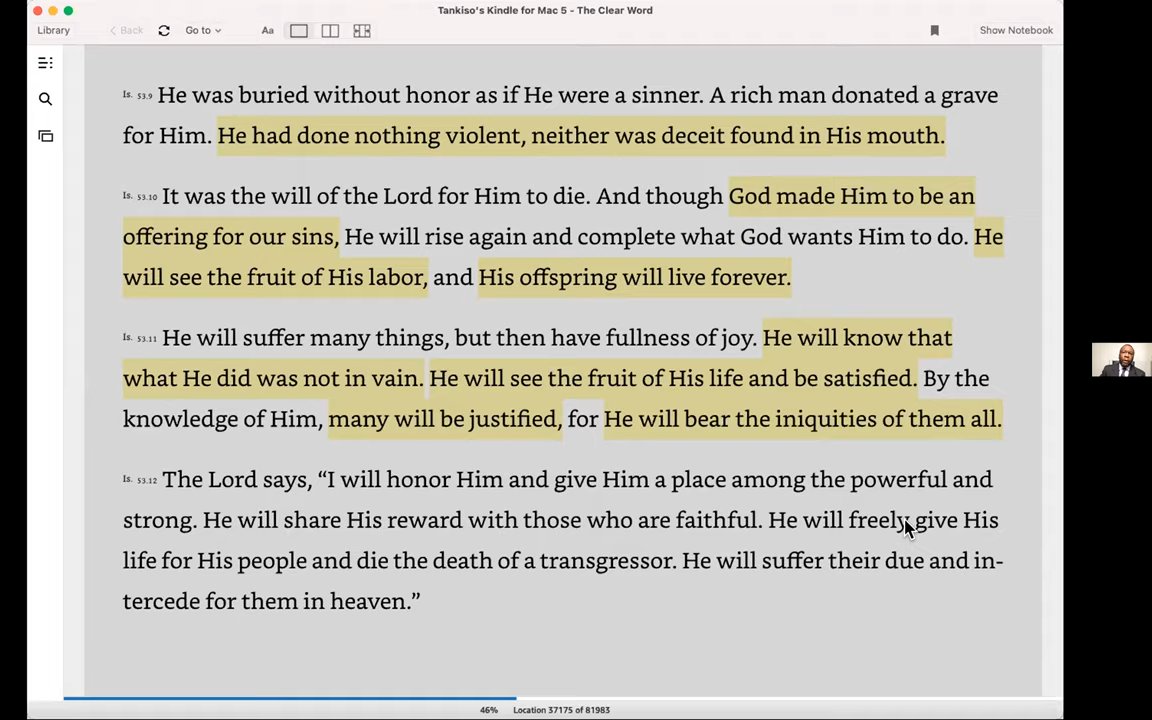 Tankiso's Kindle for Mac 5 - The Clear Word
Library
Back
Go to
Aa
Show Notebook
Is. 53.9 He was buried without honor as if He were a sinner. A rich man donated a grave
for Him. He had done nothing violent, neither was deceit found in His mouth.
Is. 53.10 It was the will of the Lord for Him to die. And though God made Him to be an
offering for our sins, He will rise again and complete what God wants Him to do. He
will see the fruit of His labor, and His offspring will live forever.
Is. 53.11 He will suffer many things, but then have fullness of joy. He will know that
what He did was not in vain. He will see the fruit of His life and be satisfied. By the
knowledge of Him, many will be justified, for He will bear the iniquities of them all.
Is. 53.12 The Lord says, “I will honor Him and give Him a place among the powerful and
strong. He will share His reward with those who are faithful. He will freely give His
life for His people and die the death of a transgressor. He will suffer their due and in-
tercede for them in heaven.”
46% Location 37175 of 81983